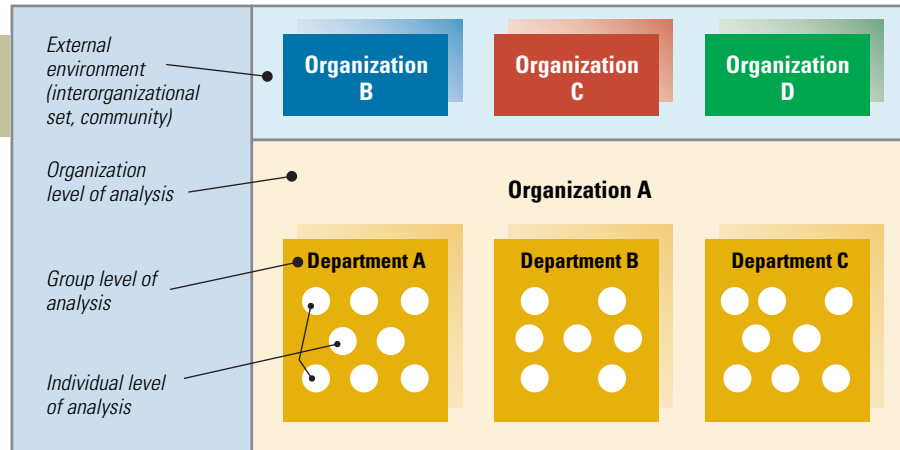 External
environment
(interorganizational
set, community)
Organization
level of analysis
Group level of
analysis
Individual level
of analysis
Organization
B
Organization
C
Organization
D
Organization A
Department A
Department B
Department C